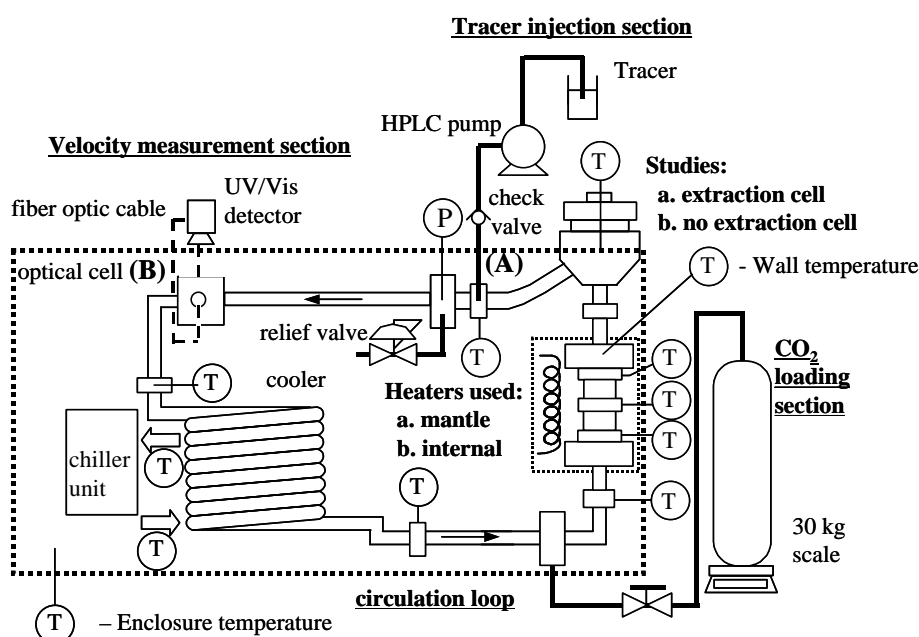 Tracer injection section
Tracer
HPLC pump
Velocity measurement section
T
Studies:
a. extraction cell
b. no extraction cell
UV/Vis
detector
fiber optic cable
check
valve
P
optical cell (B)
(A)
T - Wall temperature
relief valve
T
CO2
loading
section
cooler
T
Heaters used:
a. mantle
b. internal
T
T
T
chiller
unit
T
T
T
T
30 kg
scale
circulation loop
T – Enclosure temperature